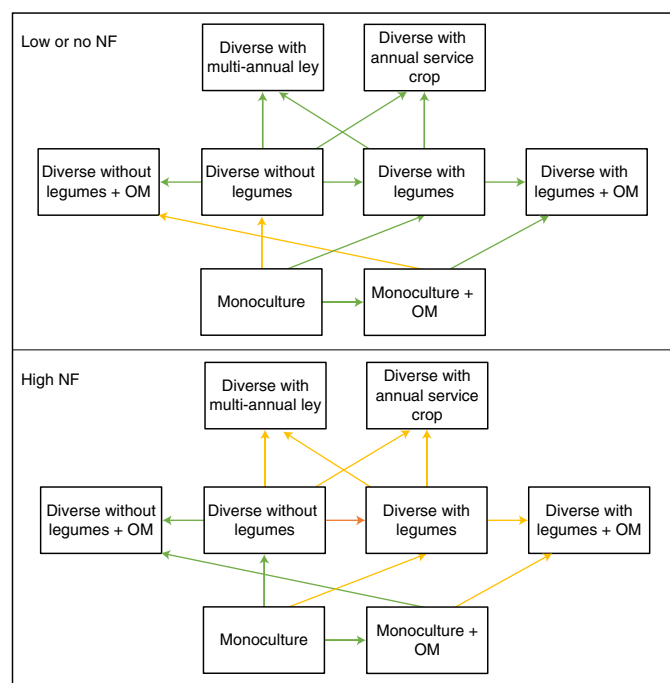 Low or no NF
Diverse with
multi-annual ley
Diverse with
annual service
crop
Diverse without
legumes + OM
Diverse without
legumes
Diverse with
legumes
Diverse with
legumes + OM
Monoculture
Monoculture +
OM
High NF
Diverse with
multi-annual ley
Diverse with
annual service
crop
Diverse without
legumes + OM
Diverse without
legumes
Diverse with
legumes
Diverse with
legumes + OM
Monoculture
Monoculture +
OM